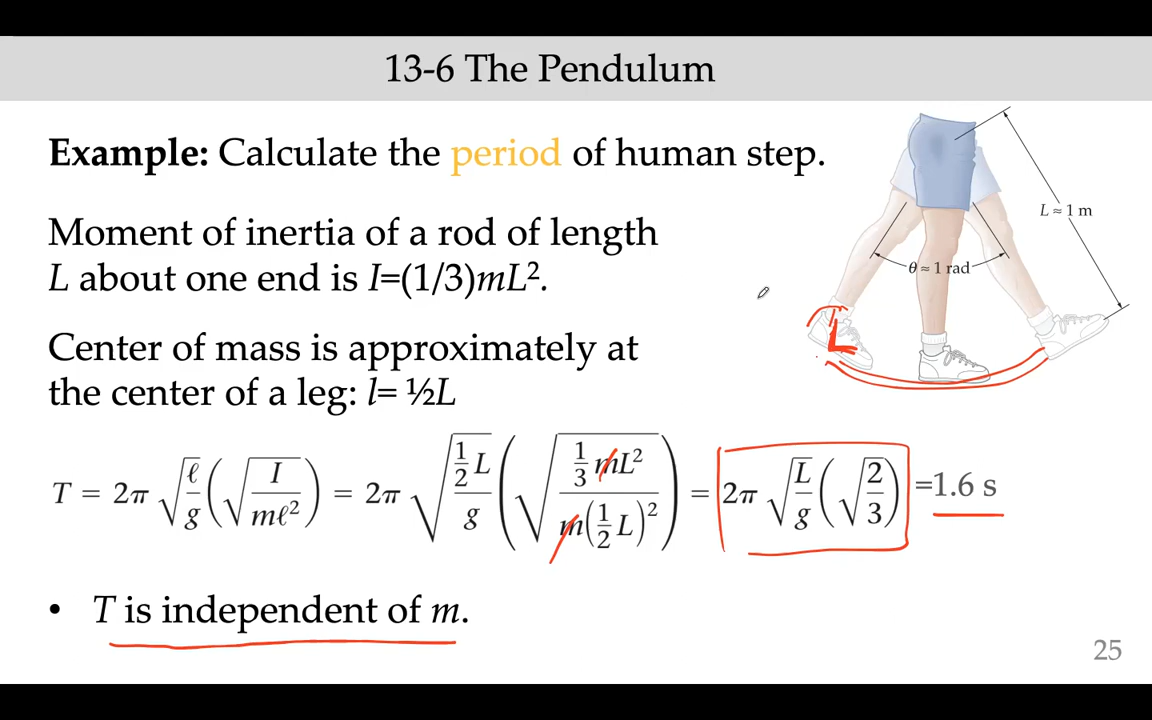 13-6 The Pendulum
Example: Calculate the period of human step.
Moment of inertia of a rod of length
L about one end is I=(1/3)mL².
Center of mass is approximately at
the center of a leg: l= ½L
L ≈ 1 m
θ ≈ 1 rad
T = 2π √(ℓ/g) (√(I/mℓ²)) = 2π √(½L/g) (√(⅓mL²/m(½L)²)) = 2π √(L/g) (√(2/3)) =1.6 s
• T is independent of m.
25